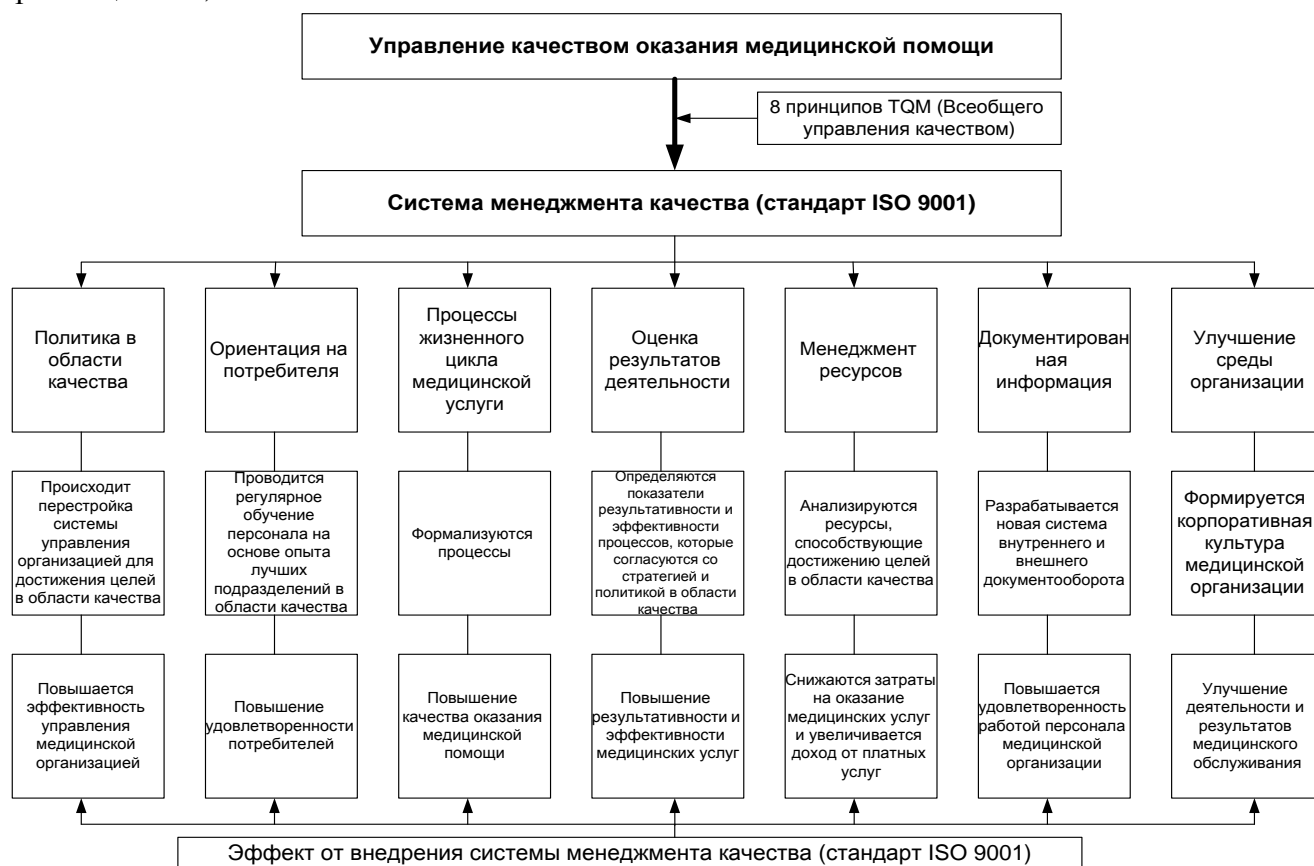 Управление качеством оказания медицинской помощи
8 принципов TQM (Всеобщего
управления качеством)
Система менеджмента качества (стандарт ISO 9001)
Политика в
области
качества
Ориентация на
потребителя
Процессы
жизненного
цикла
медицинской
услуги
Оценка
результатов
деятельности
Менеджмент
ресурсов
Документирован
ная
информация
Улучшение
среды
организации
Происходит
перестройка
системы
управления
организацией для
достижения целей
в области качества
Проводится
регулярное
обучение
персонала на
основе опыта
лучших
подразделений в
области качества
Формализуются
процессы
Определяются
показатели
результативности и
эффективности
процессов, которые
согласуются со
стратегией и
политикой в области
качества
Анализируются
ресурсы,
способствующие
достижению целей
в области качества
Разрабатывается
новая система
внутреннего и
внешнего
документооборота
Формируется
корпоративная
культура
медицинской
организации
Повышается
эффективность
управления
медицинской
организацией
Повышение
удовлетворенности
потребителей
Повышение
качества оказания
медицинской
помощи
Повышение
результативности и
эффективности
медицинских услуг
Снижаются затраты
на оказание
медицинских услуг
и увеличивается
доход от платных
услуг
Повышается
удовлетворенность
работой персонала
медицинской
организации
Улучшение
деятельности и
результатов
медицинского
обслуживания
Эффект от внедрения системы менеджмента качества (стандарт ISO 9001)